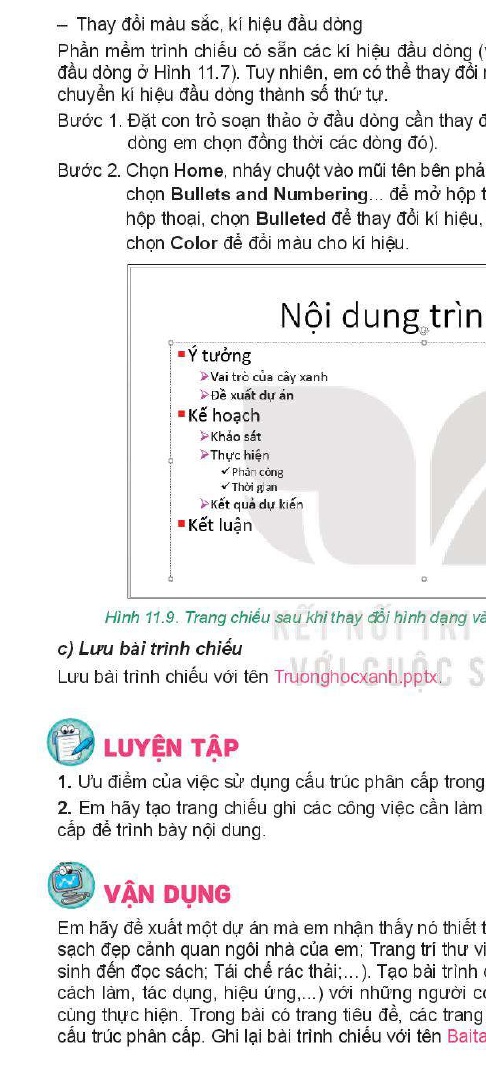 – Thay đổi màu sắc, kí hiệu đầu dòng
Phần mềm trình chiếu có sẵn các kí hiệu đầu dòng (
đầu dòng ở Hình 11.7). Tuy nhiên, em có thể thay đổi
chuyển kí hiệu đầu dòng thành số thứ tự.
Bước 1. Đặt con trỏ soạn thảo ở đầu dòng cần thay đ
dòng em chọn đồng thời các dòng đó).
Bước 2. Chọn Home, nháy chuột vào mũi tên bên phả
chọn Bullets and Numbering... để mở hộp t
hộp thoại, chọn Bulleted để thay đổi kí hiệu,
chọn Color để đổi màu cho kí hiệu.
Nội dung trìn
Ý tưởng
Vai trò của cây xanh
Đề xuất dự án
Kế hoạch
Khảo sát
Thực hiện
Phân công
Thời gian
Kết quả dự kiến
Kết luận
Hình 11.9. Trang chiếu sau khi thay đổi hình dạng và
KẾT NỐI TRI
c) Lưu bài trình chiếu
VỚI CUỘC S
Lưu bài trình chiếu với tên Truonghocxanh.pptx.
LUYỆN TẬP
1. Ưu điểm của việc sử dụng cấu trúc phân cấp trong
2. Em hãy tạo trang chiếu ghi các công việc cần làm
cấp để trình bày nội dung.
VẬN DỤNG
Em hãy đề xuất một dự án mà em nhận thấy nó thiết t
sạch đẹp cảnh quan ngôi nhà của em; Trang trí thư vi
sinh đến đọc sách; Tái chế rác thải;...). Tạo bài trình c
cách làm, tác dụng, hiệu ứng,...) với những người c
cùng thực hiện. Trong bài có trang tiêu đề, các trang
cấu trúc phân cấp. Ghi lại bài trình chiếu với tên Baita